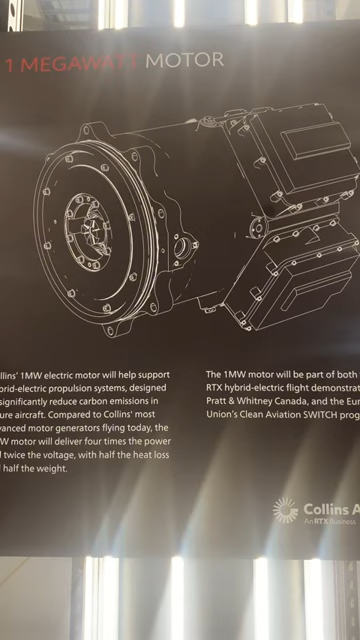 1 MEGAWATT MOTOR
llins' 1MW electric motor will help support
brid-electric propulsion systems, designed
significantly reduce carbon emissions in
ure aircraft. Compared to Collins' most
vanced motor generators flying today, the
W motor will deliver four times the power
d twice the voltage, with half the heat loss
d half the weight.
The 1MW motor will be part of both
RTX hybrid-electric flight demonstrat
Pratt & Whitney Canada, and the Eur
Union's Clean Aviation SWITCH prog
Collins A
An RTX Business